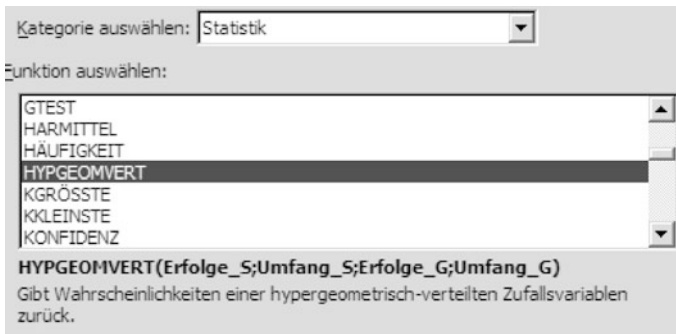 Kategorie auswählen: Statistik
Funktion auswählen:
GTEST
HARMITTEL
HÄUFIGKEIT
HYPGEOMVERT
KGRÖSSTE
KKLEINSTE
KONFIDENZ
HYPGEOMVERT(Erfolge_S;Umfang_S;Erfolge_G;Umfang_G)
Gibt Wahrscheinlichkeiten einer hypergeometrisch-verteilten Zufallsvariablen
zurück.